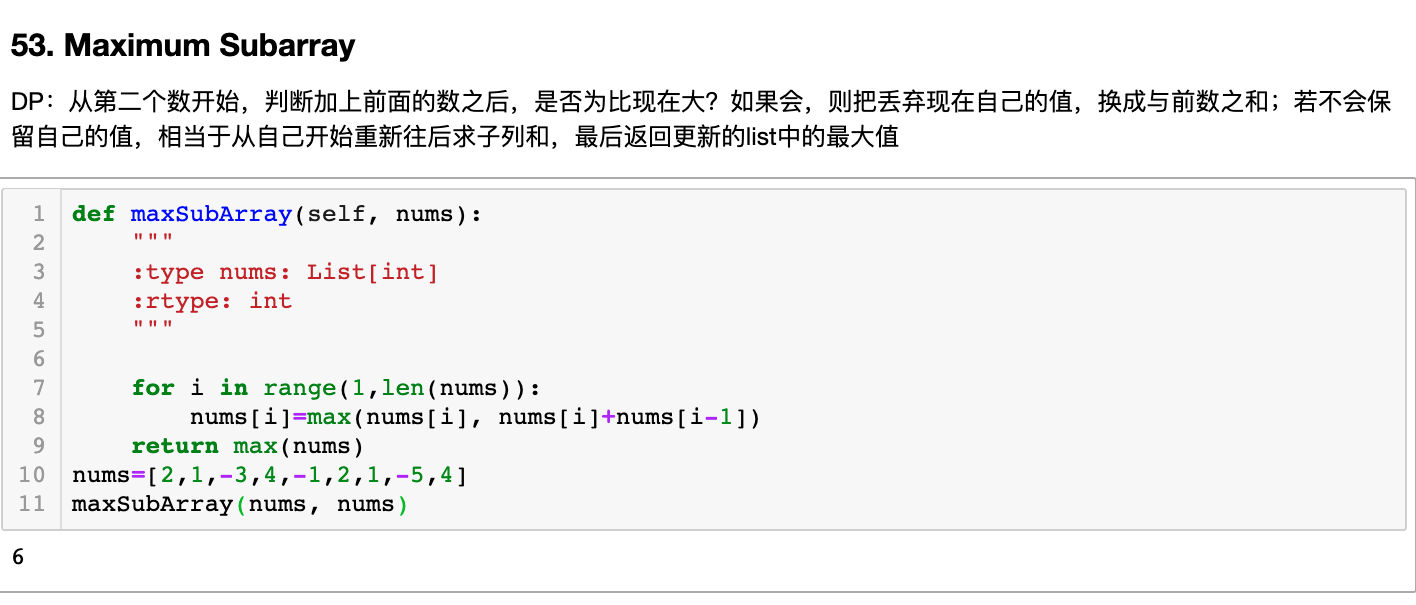 53. Maximum Subarray
DP：从第二个数开始，判断加上前面的数之后，是否为比现在大？如果会，则把丢弃现在自己的值，换成与前数之和；若不会保
留自己的值，相当于从自己开始重新往后求子列和，最后返回更新的list中的最大值
1 def maxSubArray(self, nums):
2     """
3     :type nums: List[int]
4     :rtype: int
5     """
6
7     for i in range(1,len(nums)):
8         nums[i]=max(nums[i], nums[i]+nums[i-1])
9     return max(nums)
10 nums=[2,1,-3,4,-1,2,1,-5,4]
11 maxSubArray(nums, nums)
6